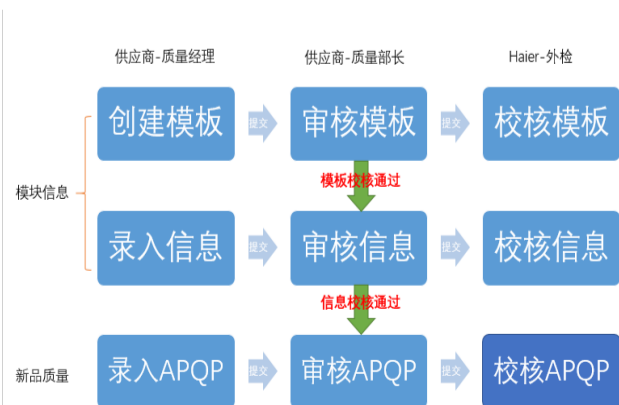 供应商-质量经理 供应商-质量部长 Haier-外检
创建模板 提交 审核模板 提交 校核模板
模板校核通过
模块信息
录入信息 提交 审核信息 提交 校核信息
信息校核通过
新品质量 录入APQP 提交 审核APQP 提交 校核APQP